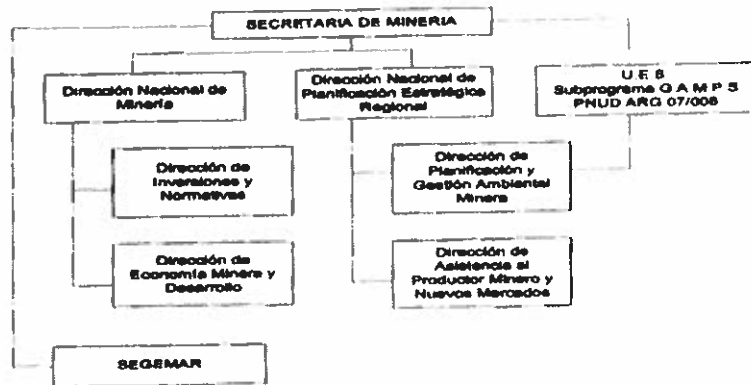 SECRETARIA DE MINERIA
Dirección Nacional de
Minería
Dirección Nacional de
Planificación Estratégica
Regional
U E S
Subprograma G A M P S
PNUD ARG 07/008
Dirección de
Inversiones y
Normativas
Dirección de
Planificación y
Gestión Ambiental
Minera
Dirección de
Economía Minera y
Desarrollo
Dirección de
Asistencia al
Productor Minero y
Nuevos Mercados
SEGEMAR